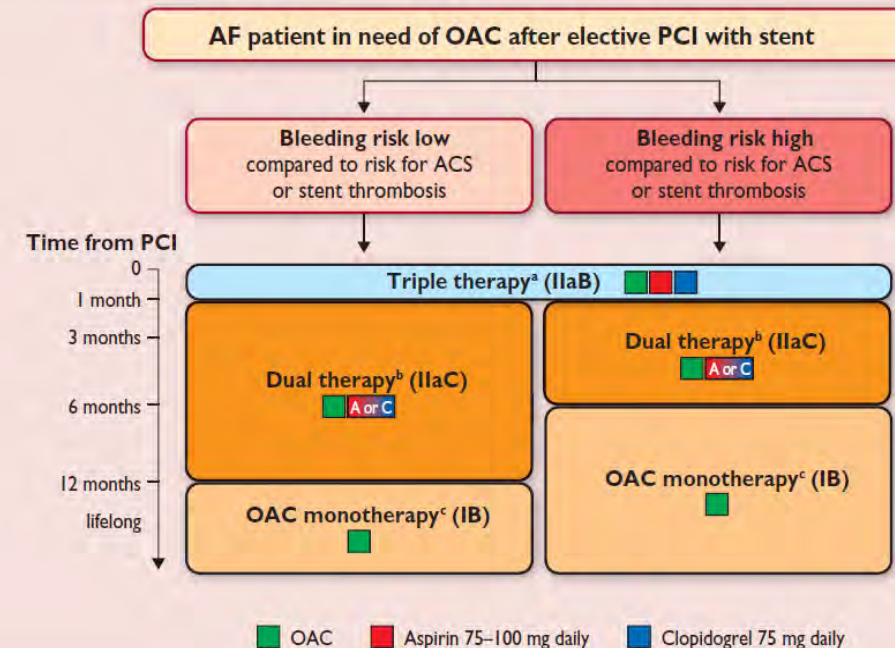 AF patient in need of OAC after elective PCI with stent
Bleeding risk low
compared to risk for ACS
or stent thrombosis
Bleeding risk high
compared to risk for ACS
or stent thrombosis
Time from PCI
0
1 month
3 months
6 months
12 months
lifelong
Triple therapyᵃ (IIaB)
Dual therapyᵇ (IIaC)
A or C
OAC monotherapyᶜ (IB)
Dual therapyᵇ (IIaC)
A or C
OAC monotherapyᶜ (IB)
OAC
Aspirin 75–100 mg daily
Clopidogrel 75 mg daily